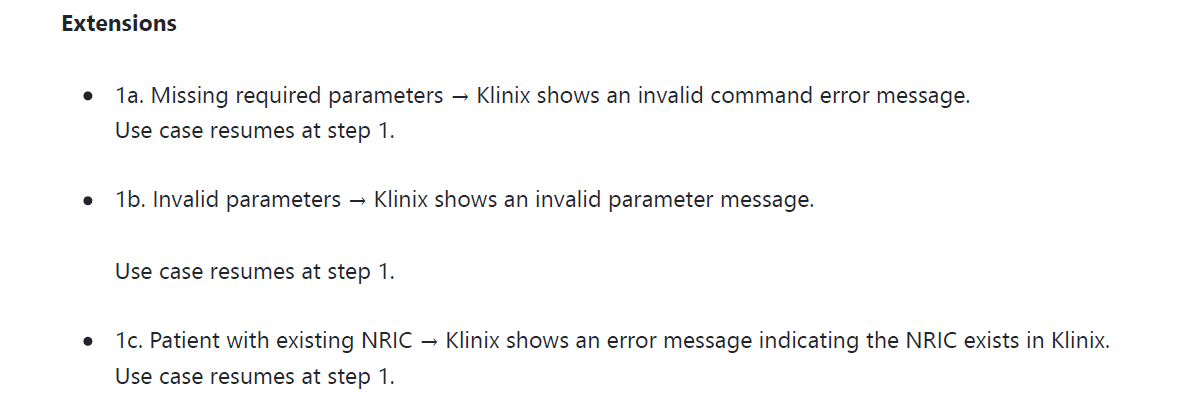 Extensions
• 1a. Missing required parameters → Klinix shows an invalid command error message.
Use case resumes at step 1.
• 1b. Invalid parameters → Klinix shows an invalid parameter message.
Use case resumes at step 1.
• 1c. Patient with existing NRIC → Klinix shows an error message indicating the NRIC exists in Klinix.
Use case resumes at step 1.